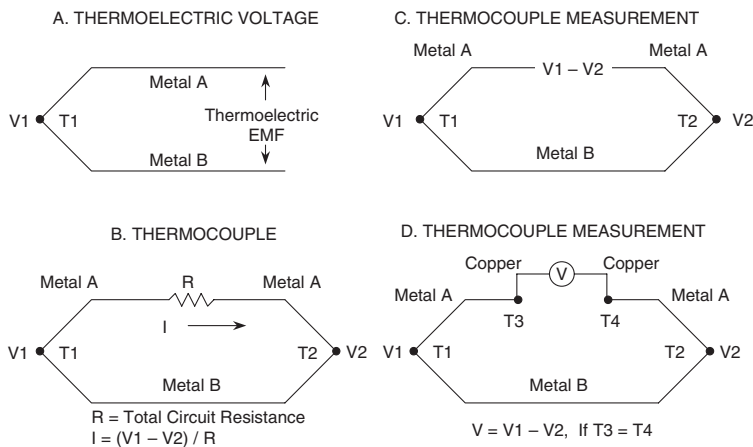 A. THERMOELECTRIC VOLTAGE
Metal A
V1
T1
Thermoelectric
EMF
Metal B
C. THERMOCOUPLE MEASUREMENT
Metal A
Metal A
V1 – V2
V1
T1
T2
V2
Metal B
B. THERMOCOUPLE
Metal A
R
Metal A
I
V1
T1
T2
V2
Metal B
R = Total Circuit Resistance
I = (V1 – V2) / R
D. THERMOCOUPLE MEASUREMENT
Copper
V
Copper
Metal A
Metal A
T3
T4
V1
T1
T2
V2
Metal B
V = V1 – V2, If T3 = T4